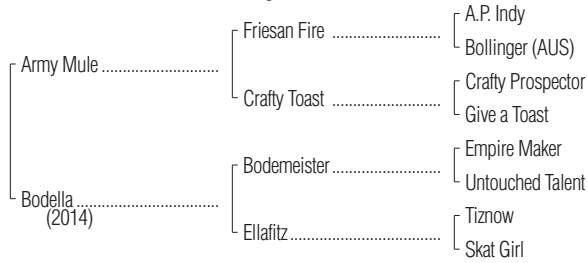 A.P. Indy
Friesan Fire ..............................
Bollinger (AUS)
Army Mule ................................
Crafty Prospector
Crafty Toast ..............................
Give a Toast
Empire Maker
Bodemeister ..............................
Untouched Talent
Bodella .......................................
(2014)
Tiznow
Ellafitz.........................................
Skat Girl